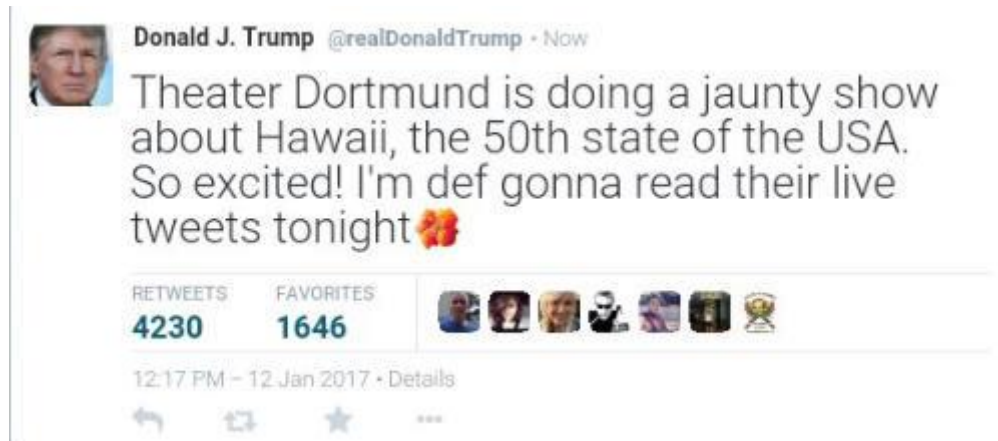 Donald J. Trump @realDonaldTrump • Now
Theater Dortmund is doing a jaunty show
about Hawaii, the 50th state of the USA.
So excited! I'm def gonna read their live
tweets tonight
RETWEETS FAVORITES
4230 1646
12:17 PM – 12 Jan 2017 • Details